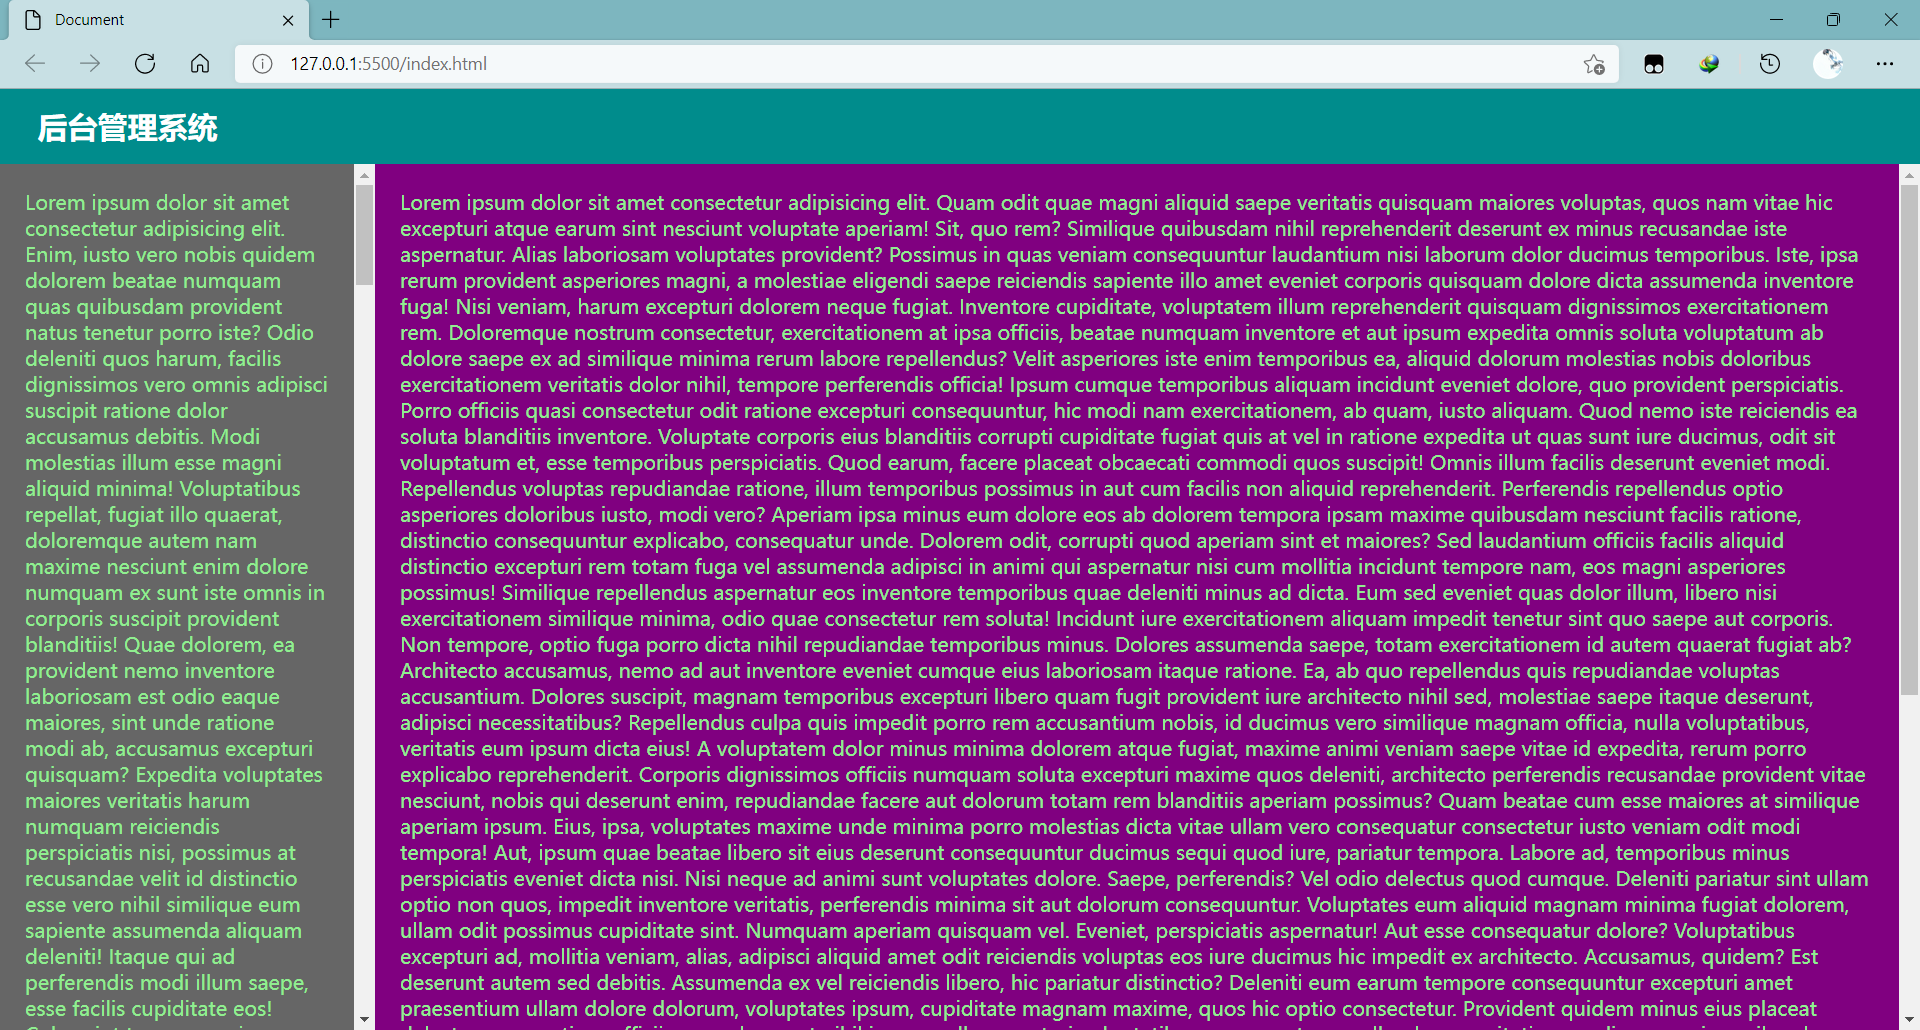 Document
127.0.0.1:5500/index.html
后台管理系统
Lorem ipsum dolor sit amet
consectetur adipisicing elit.
Enim, iusto vero nobis quidem
dolorem beatae numquam
quas quibusdam provident
natus tenetur porro iste? Odio
deleniti quos harum, facilis
dignissimos vero omnis adipisci
suscipit ratione dolor
accusamus debitis. Modi
molestias illum esse magni
aliquid minima! Voluptatibus
repellat, fugiat illo quaerat,
doloremque autem nam
maxime nesciunt enim dolore
numquam ex sunt iste omnis in
corporis suscipit provident
blanditiis! Quae dolorem, ea
provident nemo inventore
laboriosam est odio eaque
maiores, sint unde ratione
modi ab, accusamus excepturi
quisquam? Expedita voluptates
maiores veritatis harum
numquam reiciendis
perspiciatis nisi, possimus at
recusandae velit id distinctio
esse vero nihil similique eum
sapiente assumenda aliquam
deleniti! Itaque qui ad
perferendis modi illum saepe,
esse facilis cupiditate eos!
Lorem ipsum dolor sit amet consectetur adipisicing elit. Quam odit quae magni aliquid saepe veritatis quisquam maiores voluptas, quos nam vitae hic
excepturi atque earum sint nesciunt voluptate aperiam! Sit, quo rem? Similique quibusdam nihil reprehenderit deserunt ex minus recusandae iste
aspernatur. Alias laboriosam voluptates provident? Possimus in quas veniam consequuntur laudantium nisi laborum dolor ducimus temporibus. Iste, ipsa
rerum provident asperiores magni, a molestiae eligendi saepe reiciendis sapiente illo amet eveniet corporis quisquam dolore dicta assumenda inventore
fuga! Nisi veniam, harum excepturi dolorem neque fugiat. Inventore cupiditate, voluptatem illum reprehenderit quisquam dignissimos exercitationem
rem. Doloremque nostrum consectetur, exercitationem at ipsa officiis, beatae numquam inventore et aut ipsum expedita omnis soluta voluptatum ab
dolore saepe ex ad similique minima rerum labore repellendus? Velit asperiores iste enim temporibus ea, aliquid dolorum molestias nobis doloribus
exercitationem veritatis dolor nihil, tempore perferendis officia! Ipsum cumque temporibus aliquam incidunt eveniet dolore, quo provident perspiciatis.
Porro officiis quasi consectetur odit ratione excepturi consequuntur, hic modi nam exercitationem, ab quam, iusto aliquam. Quod nemo iste reiciendis ea
soluta blanditiis inventore. Voluptate corporis eius blanditiis corrupti cupiditate fugiat quis at vel in ratione expedita ut quas sunt iure ducimus, odit sit
voluptatum et, esse temporibus perspiciatis. Quod earum, facere placeat obcaecati commodi quos suscipit! Omnis illum facilis deserunt eveniet modi.
Repellendus voluptas repudiandae ratione, illum temporibus possimus in aut cum facilis non aliquid reprehenderit. Perferendis repellendus optio
asperiores doloribus iusto, modi vero? Aperiam ipsa minus eum dolore eos ab dolorem tempora ipsam maxime quibusdam nesciunt facilis ratione,
distinctio consequuntur explicabo, consequatur unde. Dolorem odit, corrupti quod aperiam sint et maiores? Sed laudantium officiis facilis aliquid
distinctio excepturi rem totam fuga vel assumenda adipisci in animi qui aspernatur nisi cum mollitia incidunt tempore nam, eos magni asperiores
possimus! Similique repellendus aspernatur eos inventore temporibus quae deleniti minus ad dicta. Eum sed eveniet quas dolor illum, libero nisi
exercitationem similique minima, odio quae consectetur rem soluta! Incidunt iure exercitationem aliquam impedit tenetur sint quo saepe aut corporis.
Non tempore, optio fuga porro dicta nihil repudiandae temporibus minus. Dolores assumenda saepe, totam exercitationem id autem quaerat fugiat ab?
Architecto accusamus, nemo ad aut inventore eveniet cumque eius laboriosam itaque ratione. Ea, ab quo repellendus quis repudiandae voluptas
accusantium. Dolores suscipit, magnam temporibus excepturi libero quam fugit provident iure architecto nihil sed, molestiae saepe itaque deserunt,
adipisci necessitatibus? Repellendus culpa quis impedit porro rem accusantium nobis, id ducimus vero similique magnam officia, nulla voluptatibus,
veritatis eum ipsum dicta eius! A voluptatem dolor minus minima dolorem atque fugiat, maxime animi veniam saepe vitae id expedita, rerum porro
explicabo reprehenderit. Corporis dignissimos officiis numquam soluta excepturi maxime quos deleniti, architecto perferendis recusandae provident vitae
nesciunt, nobis qui deserunt enim, repudiandae facere aut dolorum totam rem blanditiis aperiam possimus? Quam beatae cum esse maiores at similique
aperiam ipsum. Eius, ipsa, voluptates maxime unde minima porro molestias dicta vitae ullam vero consequatur consectetur iusto veniam odit modi
tempora! Aut, ipsum quae beatae libero sit eius deserunt consequuntur ducimus sequi quod iure, pariatur tempora. Labore ad, temporibus minus
perspiciatis eveniet dicta nisi. Nisi neque ad animi sunt voluptates dolore. Saepe, perferendis? Vel odio delectus quod cumque. Deleniti pariatur sint ullam
optio non quos, impedit inventore veritatis, perferendis minima sit aut dolorum consequuntur. Voluptates eum aliquid magnam minima fugiat dolorem,
ullam odit possimus cupiditate sint. Numquam aperiam quisquam vel. Eveniet, perspiciatis aspernatur! Aut esse consequatur dolore? Voluptatibus
excepturi ad, mollitia veniam, alias, adipisci aliquid amet odit reiciendis voluptas eos iure ducimus hic impedit ex architecto. Accusamus, quidem? Est
deserunt autem sed debitis. Assumenda ex vel reiciendis libero, hic pariatur distinctio? Deleniti eum earum tempore consequuntur excepturi amet
praesentium ullam dolore dolorum, voluptates ipsum, cupiditate magnam maxime, quos hic optio consectetur. Provident quidem minus eius placeat